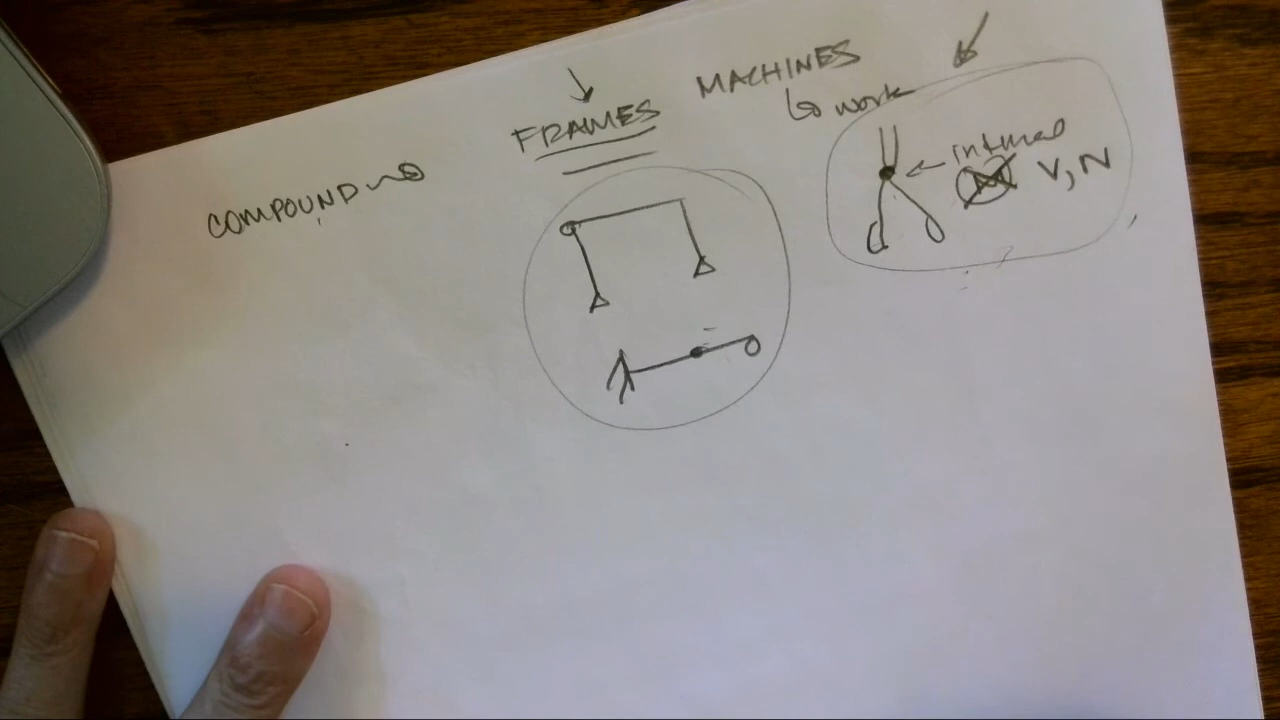 COMPOUND
FRAMES
MACHINES
↳ work
← internal
M V, N